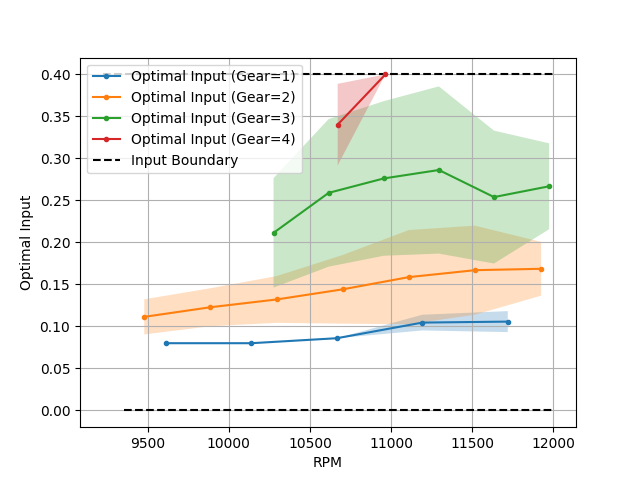 0.40
0.35
0.30
0.25
0.20
0.15
0.10
0.05
0.00
Optimal Input
Optimal Input (Gear=1)
Optimal Input (Gear=2)
Optimal Input (Gear=3)
Optimal Input (Gear=4)
Input Boundary
9500 10000 10500 11000 11500 12000
RPM